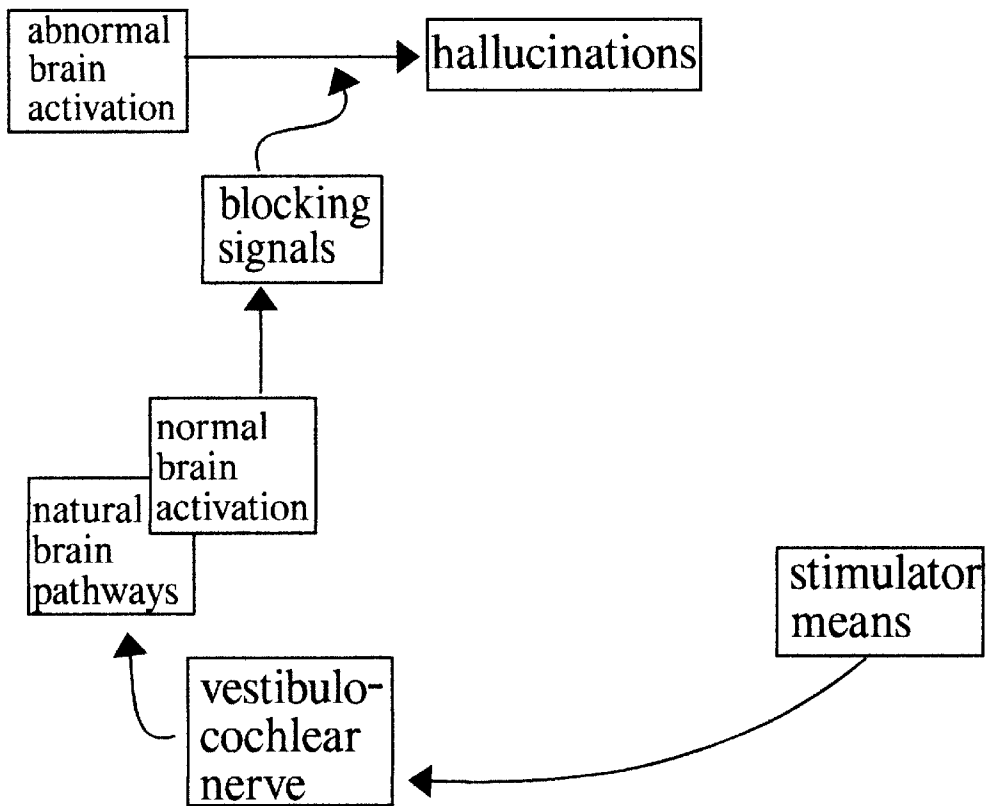 abnormal
brain
activation
hallucinations
blocking
signals
normal
brain
activation
natural
brain
pathways
stimulator
means
vestibulo-
cochlear
nerve